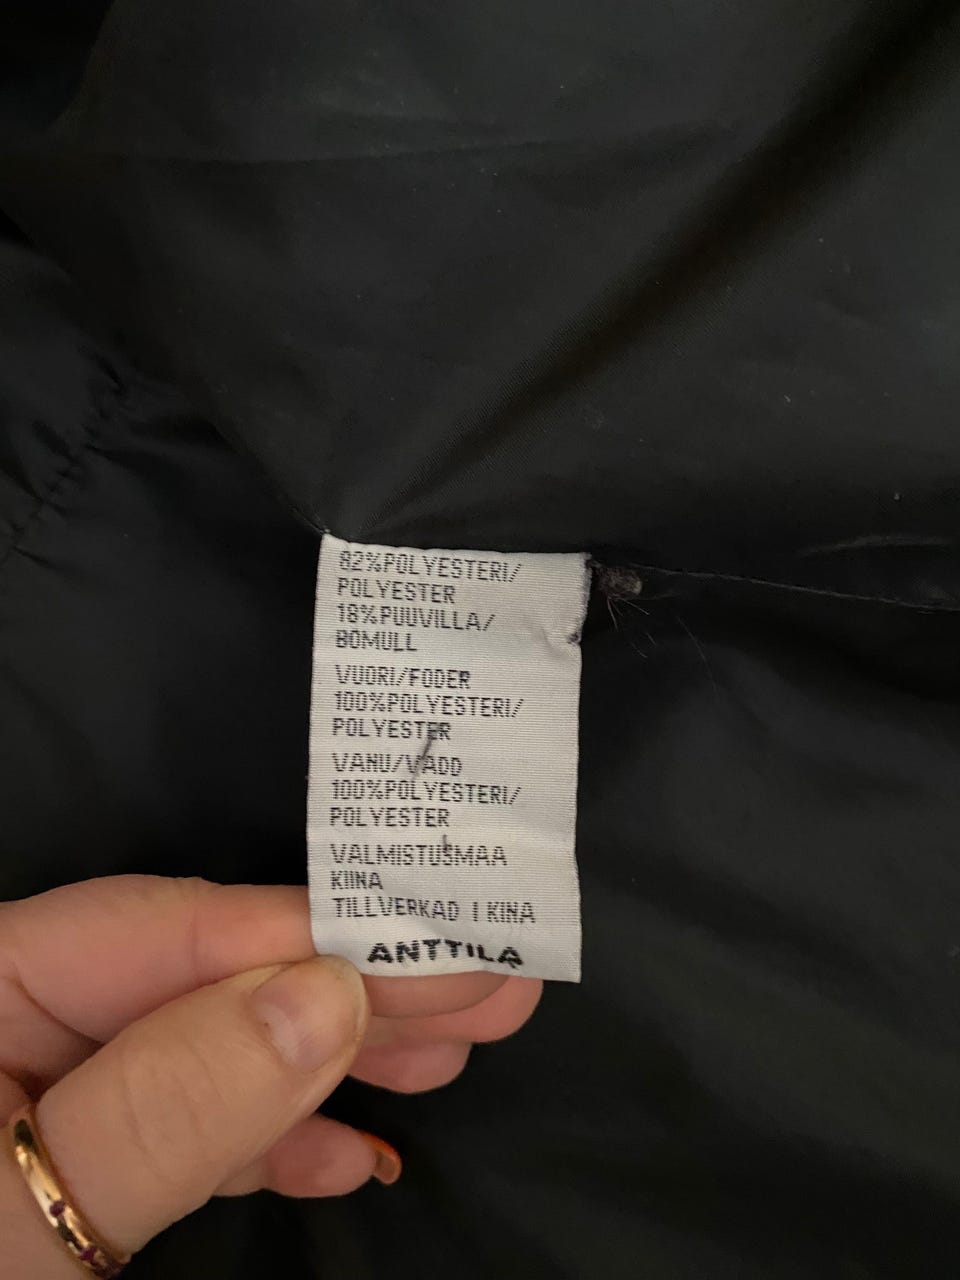 82%POLYESTERI/
POLYESTER
18%PUUVILLA/
BOMULL
VUORI/FODER
100%POLYESTERI/
POLYESTER
VANU/VADD
100%POLYESTERI/
POLYESTER
VALMISTUSMAA
KIINA
TILLVERKAD I KINA
ANTTILA